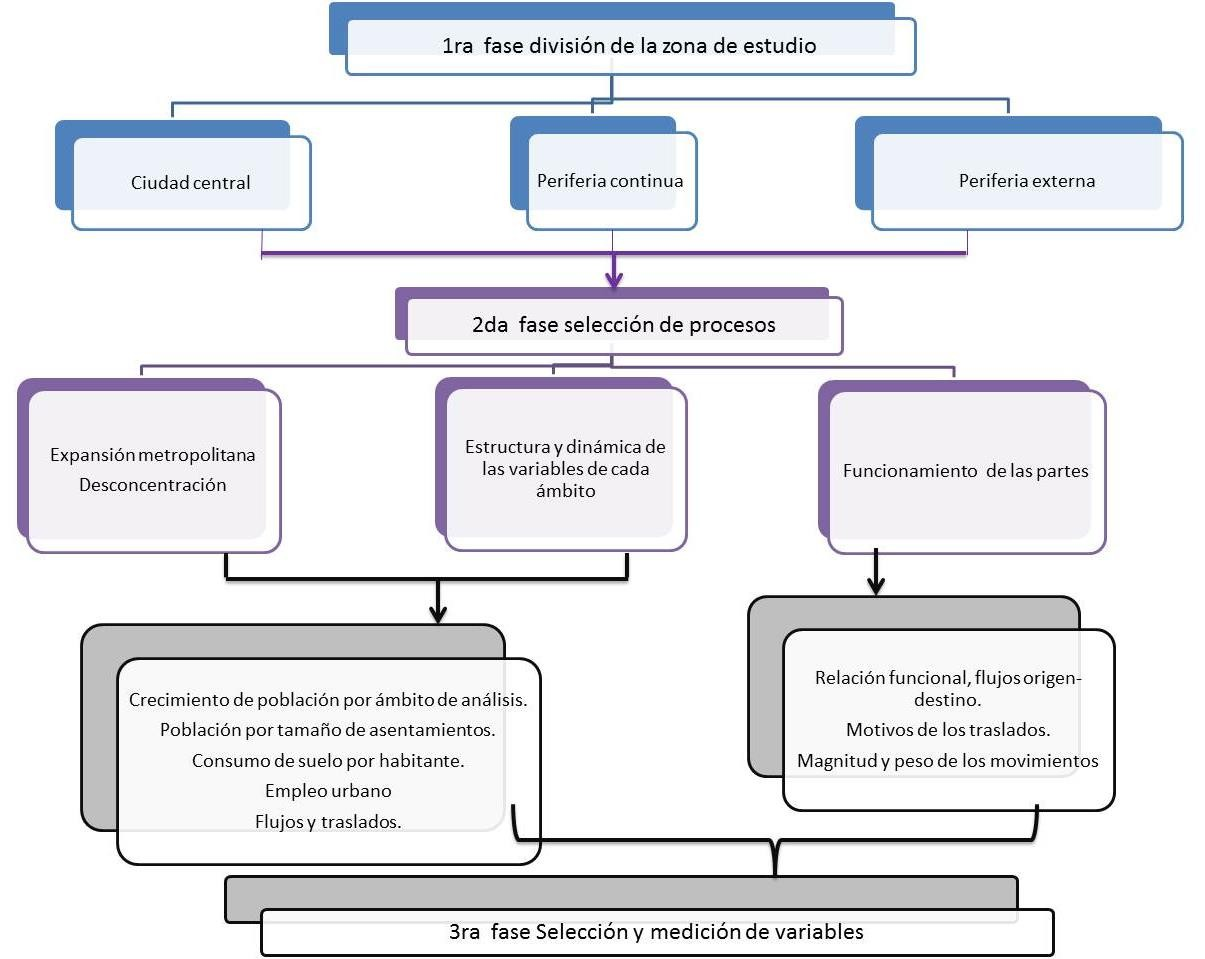 1ra fase división de la zona de estudio
Ciudad central
Periferia continua
Periferia externa
2da fase selección de procesos
Expansión metropolitana
Desconcentración
Estructura y dinámica de
las variables de cada
ámbito
Funcionamiento de las partes
Crecimiento de población por ámbito de análisis.
Población por tamaño de asentamientos.
Consumo de suelo por habitante.
Empleo urbano
Flujos y traslados.
Relación funcional, flujos origen-
destino.
Motivos de los traslados.
Magnitud y peso de los movimientos
3ra fase Selección y medición de variables